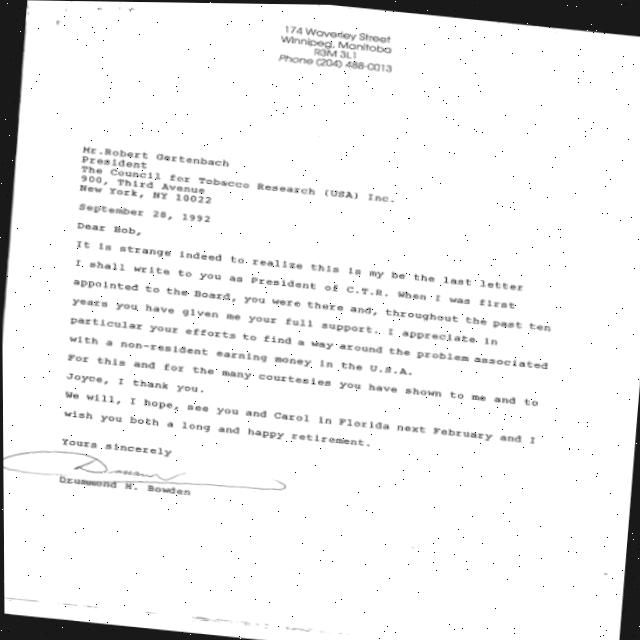 174 Waverley Street
Winnipeg, Manitoba
R3M 3L1
Phone (204) 488-0013
Mr.Robert Gertenbach
President
The Council for Tobacco Research (USA) Inc.
900, Third Avenue
New York, NY 10022
September 28, 1992
Dear Bob,
It is strange indeed to realize this is my be the last letter
I shall write to you as President of C.T.R. When I was first
appointed to the Board, you were there and, throughout the past ten
years you have given me your full support. I appreciate in
particular your efforts to find a way around the problem associated
with a non-resident earning money in the U.S.A.
For this and for the many courtesies you have shown to me and to
Joyce, I thank you.
We will, I hope, see you and Carol in Florida next February and I
wish you both a long and happy retirement.
Yours sincerely
Drummond H. Bowden